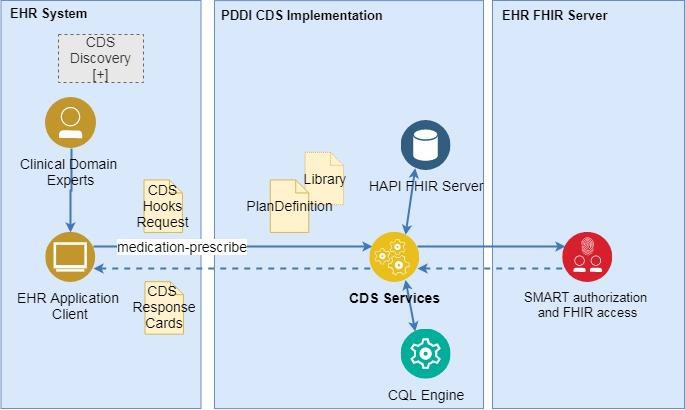 EHR System
PDDI CDS Implementation
EHR FHIR Server
CDS
Discovery
[+]
Clinical Domain
Experts
CDS
Hooks
Request
Library
PlanDefinition
HAPI FHIR Server
medication-prescribe
EHR Application
Client
CDS
Response
Cards
CDS Services
SMART authorization
and FHIR access
CQL Engine